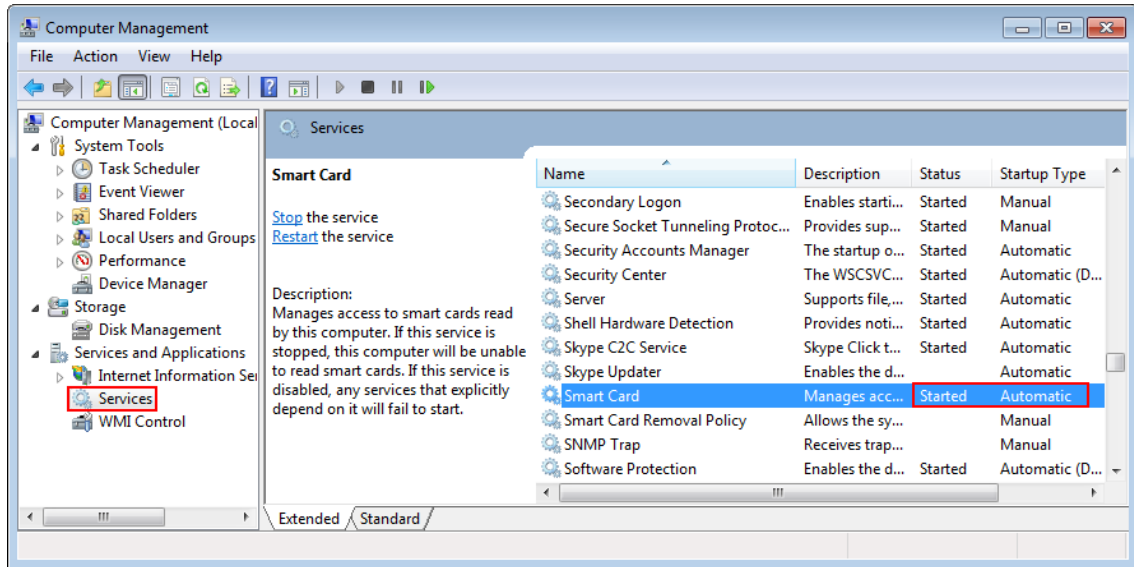 Computer Management
File Action View Help
Computer Management (Local
System Tools
Task Scheduler
Event Viewer
Shared Folders
Local Users and Groups
Performance
Device Manager
Storage
Disk Management
Services and Applications
Internet Information Ser
Services
WMI Control
Services
Smart Card
Stop the service
Restart the service
Description:
Manages access to smart cards read
by this computer. If this service is
stopped, this computer will be unable
to read smart cards. If this service is
disabled, any services that explicitly
depend on it will fail to start.
Name Description Status Startup Type
Secondary Logon Enables starti... Started Manual
Secure Socket Tunneling Protoc... Provides sup... Started Manual
Security Accounts Manager The startup o... Started Automatic
Security Center The WSCSVC... Started Automatic (D...
Server Supports file,... Started Automatic
Shell Hardware Detection Provides noti... Started Automatic
Skype C2C Service Skype Click t... Started Automatic
Skype Updater Enables the d... Automatic
Smart Card Manages acc... Started Automatic
Smart Card Removal Policy Allows the sy... Manual
SNMP Trap Receives trap... Manual
Software Protection Enables the d... Started Automatic (D...
Extended Standard